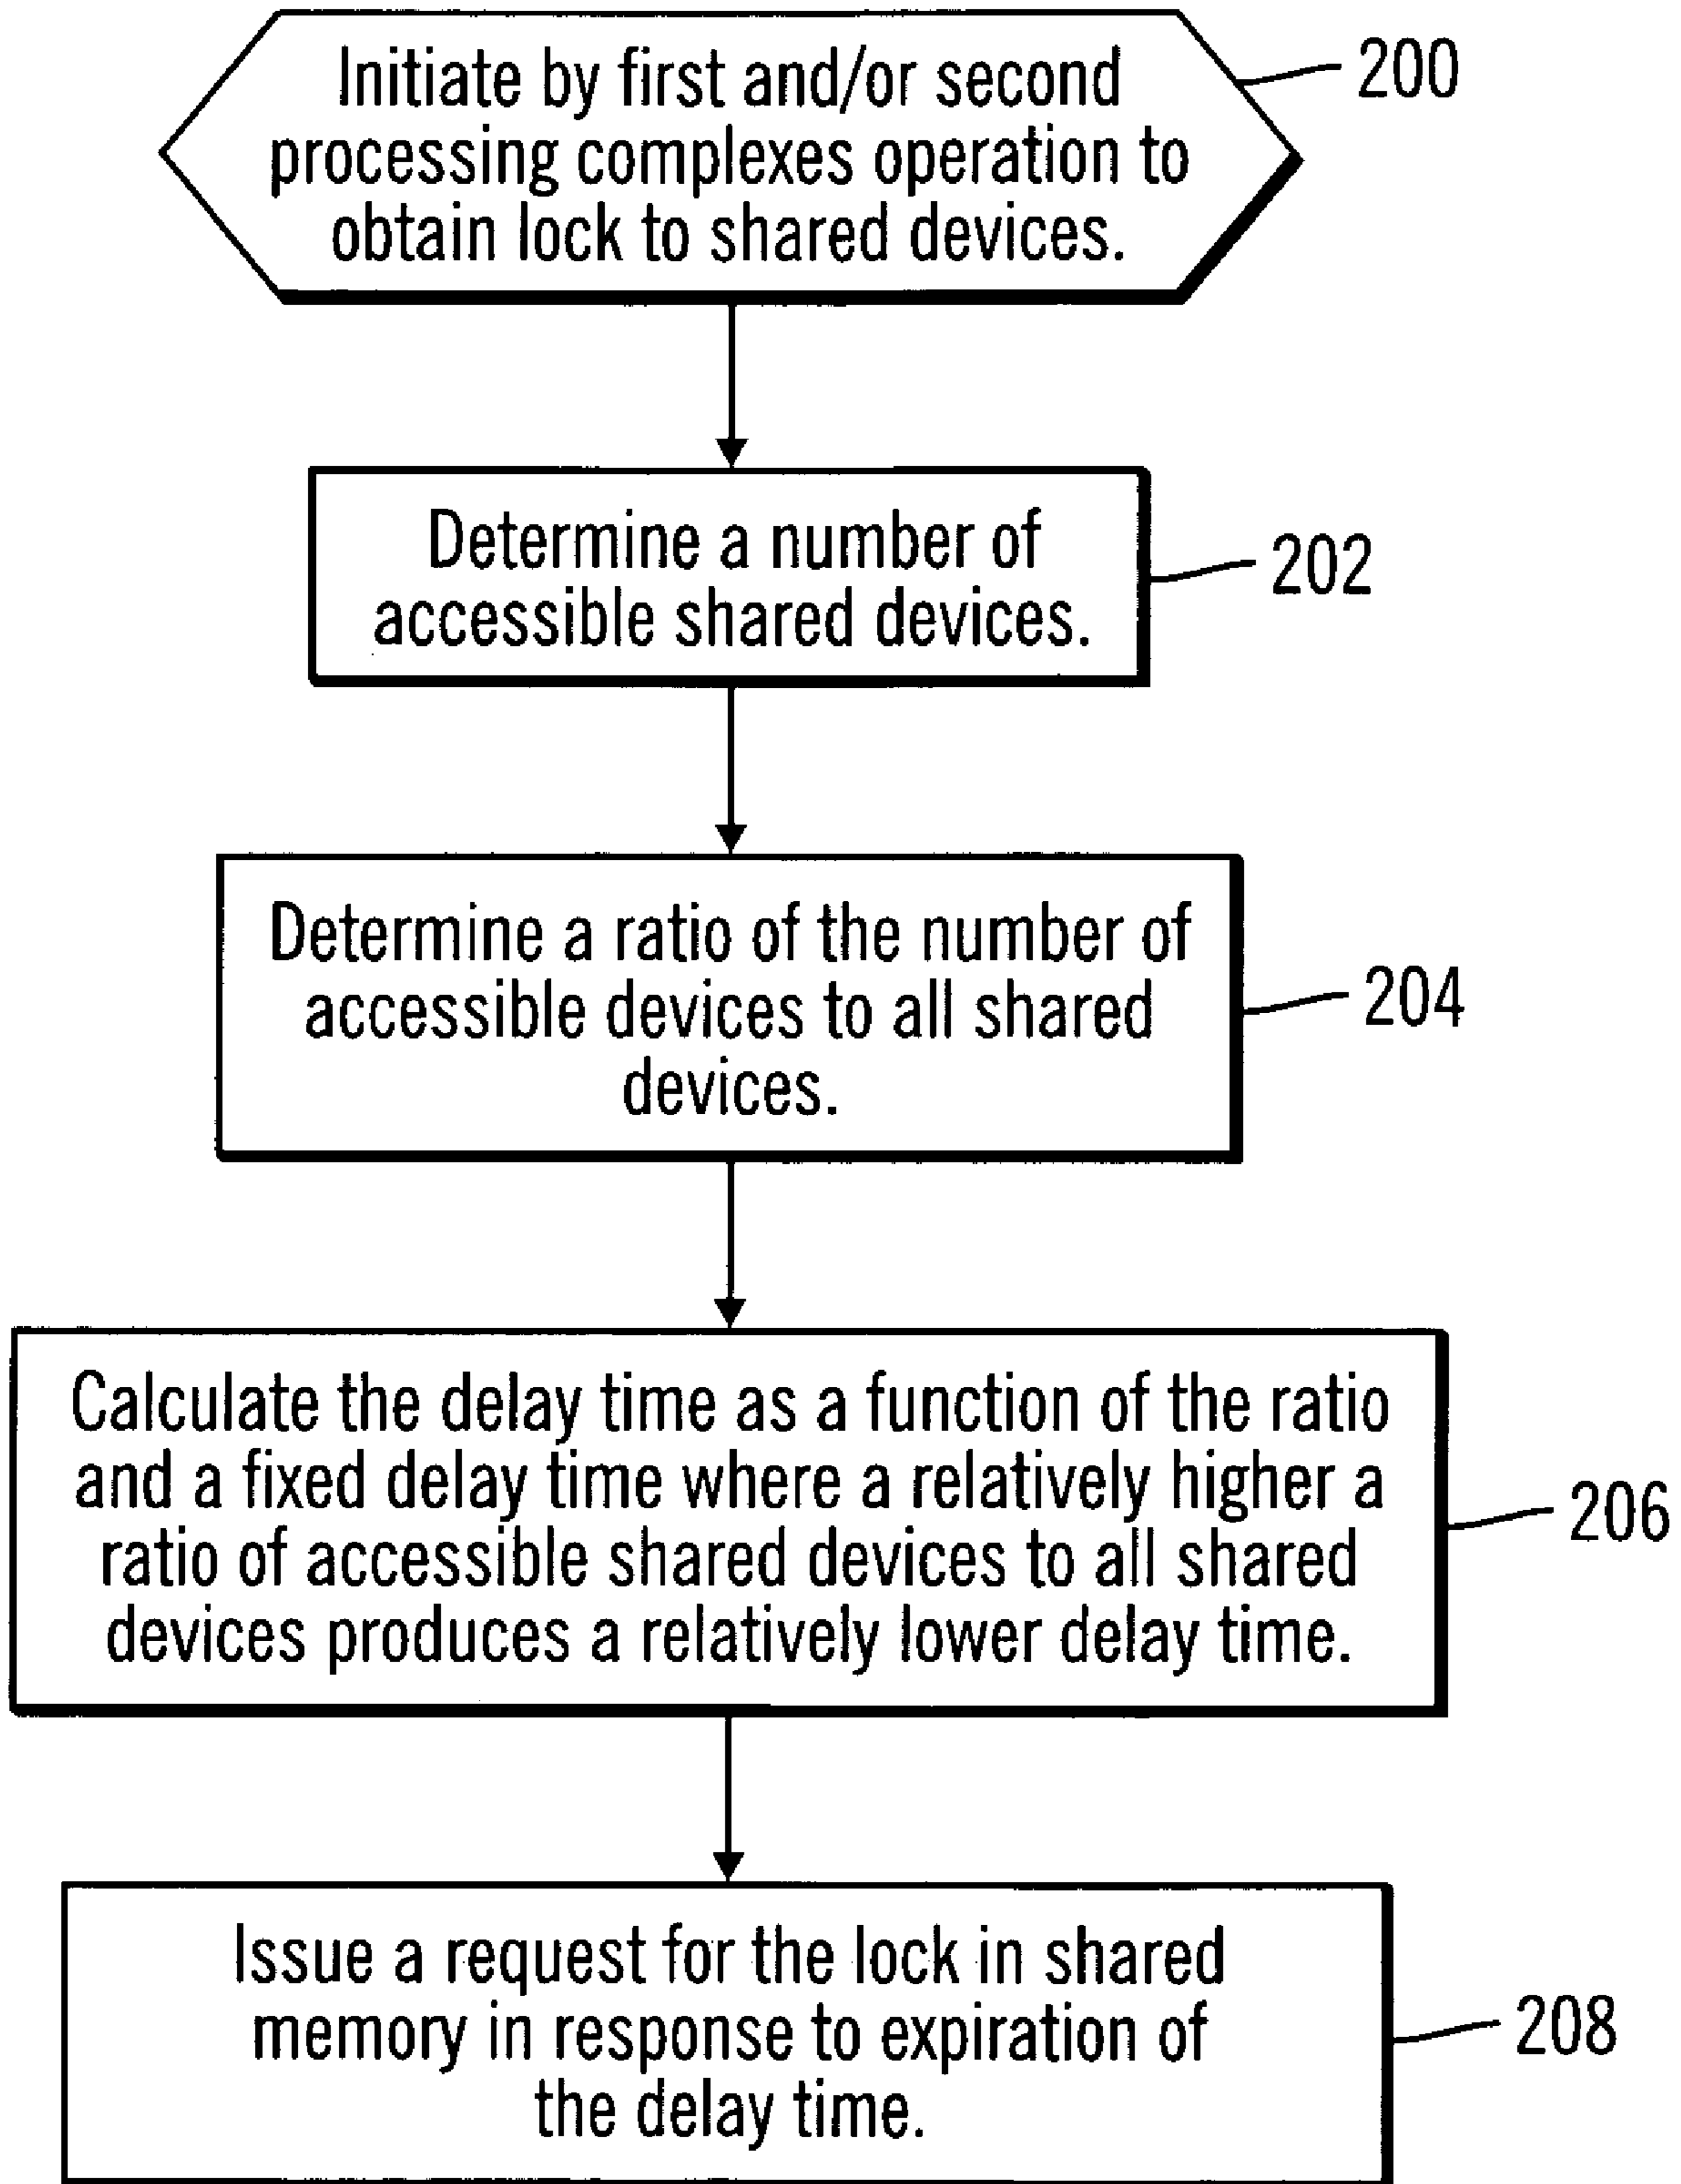 Initiate by first and/or second
processing complexes operation to
obtain lock to shared devices.
200
Determine a number of
accessible shared devices.
202
Determine a ratio of the number of
accessible devices to all shared
devices.
204
Calculate the delay time as a function of the ratio
and a fixed delay time where a relatively higher a
ratio of accessible shared devices to all shared
devices produces a relatively lower delay time.
206
Issue a request for the lock in shared
memory in response to expiration of
the delay time.
208